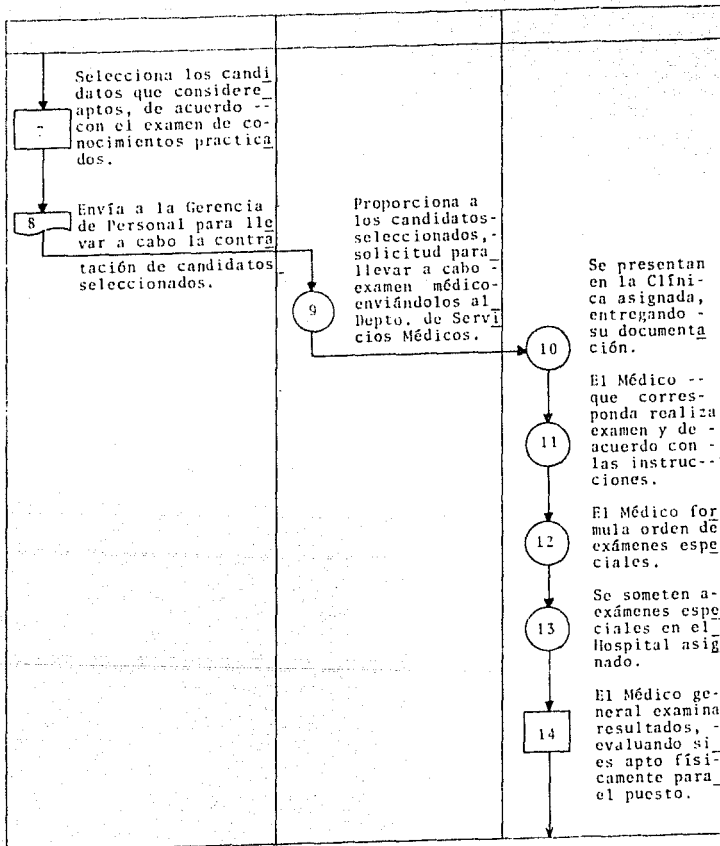 Selecciona los candi
datos que considere
aptos, de acuerdo --
con el examen de co-
nocimientos practica
dos.
7
8
Envía a la Gerencia
de Personal para lle
var a cabo la contra
tación de candidatos
seleccionados.
9
Proporciona a
los candidatos-
seleccionados,-
solicitud para
llevar a cabo -
examen médico-
enviándolos al
Depto. de Servi
cios Médicos.
10
Se presentan
en la Clíni-
ca asignada,
entregando -
su documenta
ción.
11
El Médico --
que corres-
ponda realiza
examen y de -
acuerdo con -
las instruc--
ciones.
12
El Médico for
mula orden de
exámenes espe
ciales.
13
Se someten a-
exámenes espe
ciales en el
Hospital asig
nado.
14
El Médico ge-
neral examina
resultados, -
evaluando si
es apto físi-
camente para
el puesto.